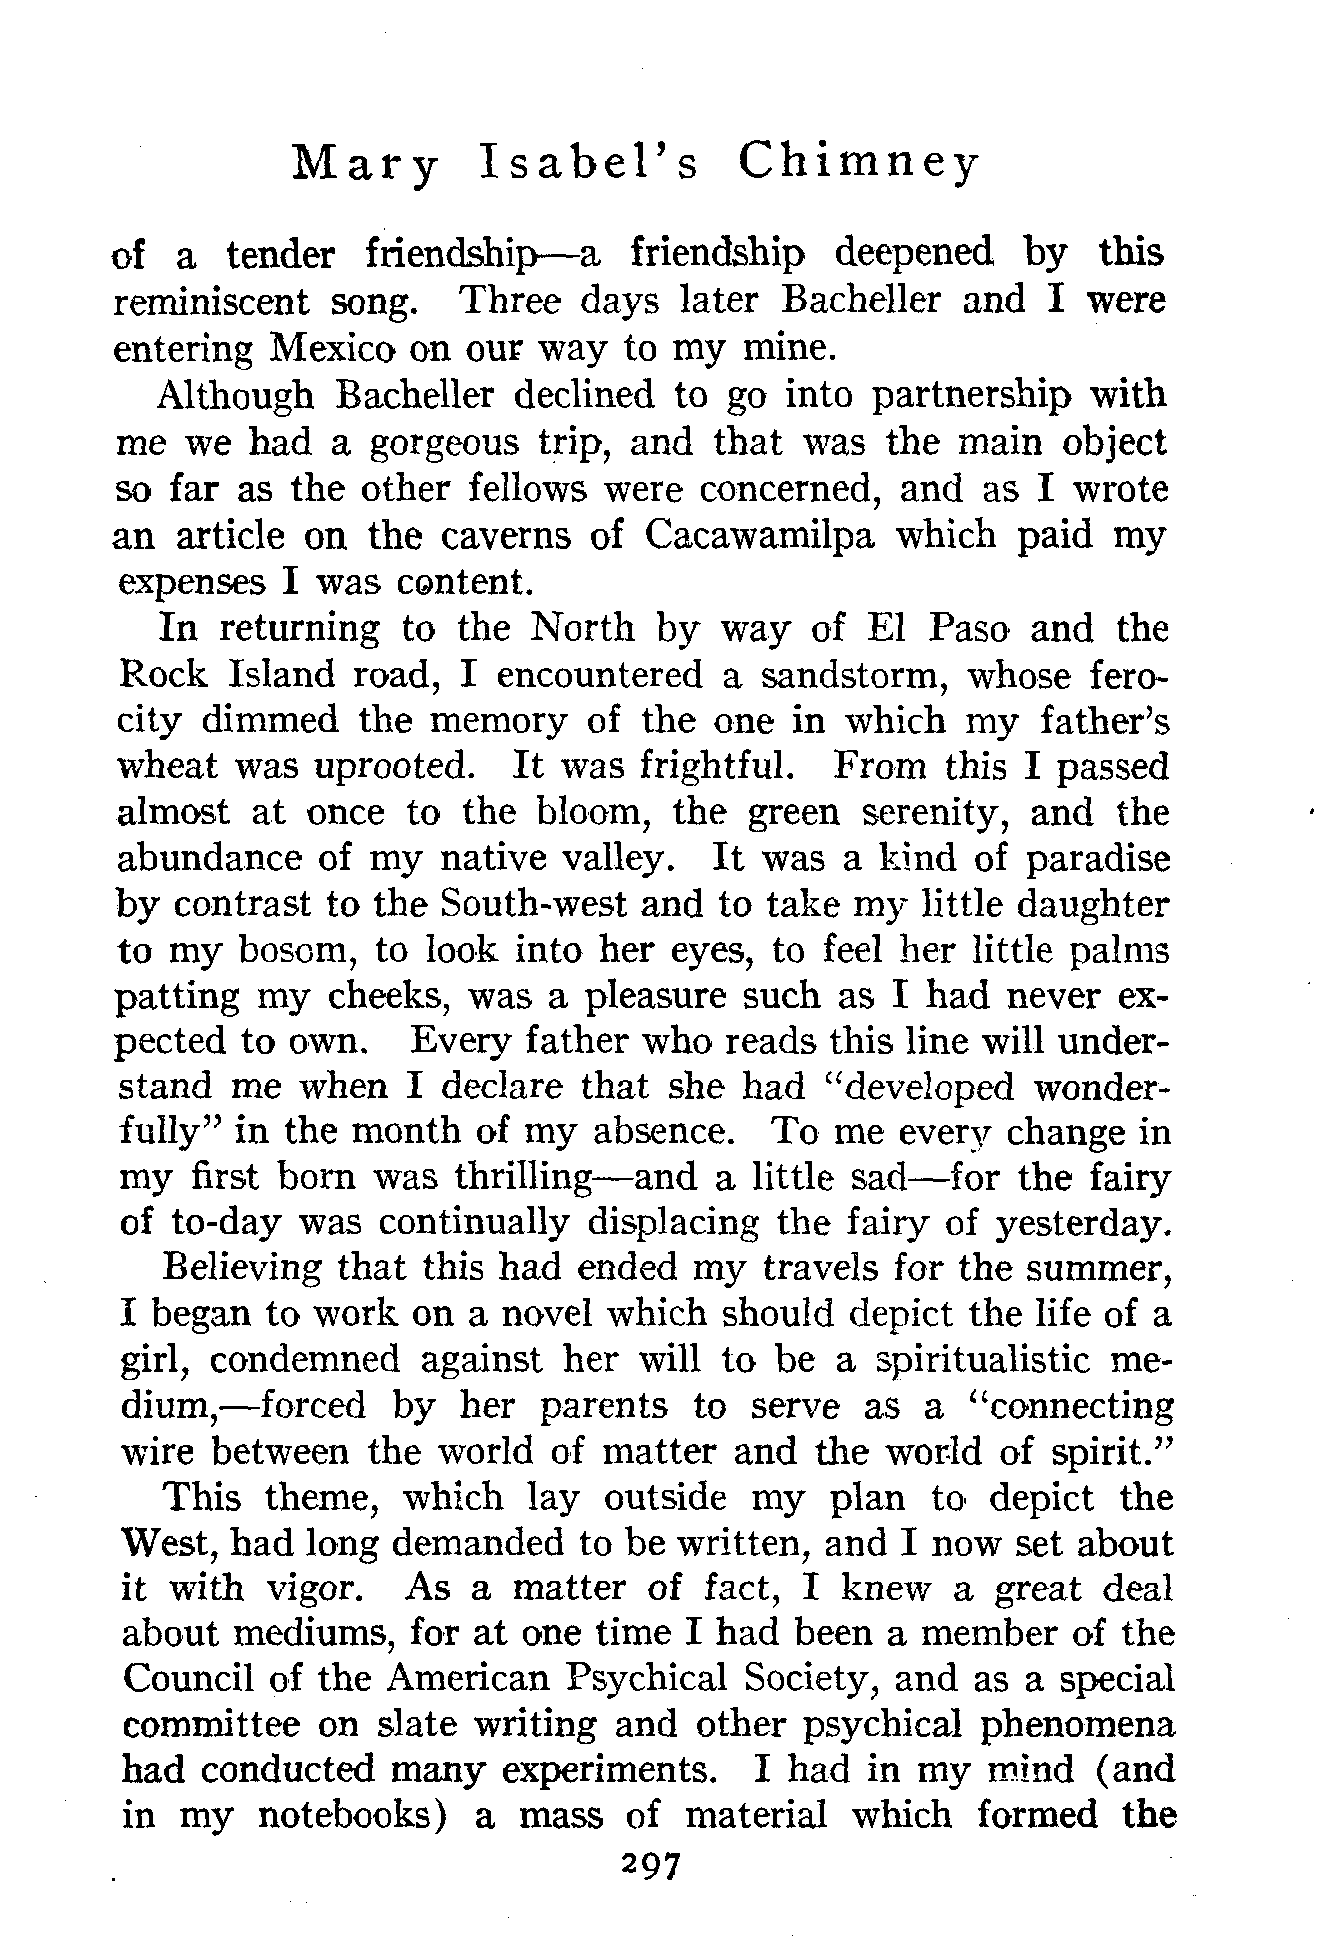 Mary Isabel's Chimney
of a tender friendship—a friendship deepened by this
reminiscent song. Three days later Bacheller and I were
entering Mexico on our way to my mine.
Although Bacheller declined to go into partnership with
me we had a gorgeous trip, and that was the main object
so far as the other fellows were concerned, and as I wrote
an article on the caverns of Cacawamilpa which paid my
expenses I was content.
In returning to the North by way of El Paso and the
Rock Island road, I encountered a sandstorm, whose fero-
city dimmed the memory of the one in which my father's
wheat was uprooted. It was frightful. From this I passed
almost at once to the bloom, the green serenity, and the
abundance of my native valley. It was a kind of paradise
by contrast to the South-west and to take my little daughter
to my bosom, to look into her eyes, to feel her little palms
patting my cheeks, was a pleasure such as I had never ex-
pected to own. Every father who reads this line will under-
stand me when I declare that she had "developed wonder-
fully" in the month of my absence. To me every change in
my first born was thrilling—and a little sad—for the fairy
of to-day was continually displacing the fairy of yesterday.
Believing that this had ended my travels for the summer,
I began to work on a novel which should depict the life of a
girl, condemned against her will to be a spiritualistic me-
dium,—forced by her parents to serve as a "connecting
wire between the world of matter and the world of spirit."
This theme, which lay outside my plan to depict the
West, had long demanded to be written, and I now set about
it with vigor. As a matter of fact, I knew a great deal
about mediums, for at one time I had been a member of the
Council of the American Psychical Society, and as a special
committee on slate writing and other psychical phenomena
had conducted many experiments. I had in my mind (and
in my notebooks) a mass of material which formed the
297